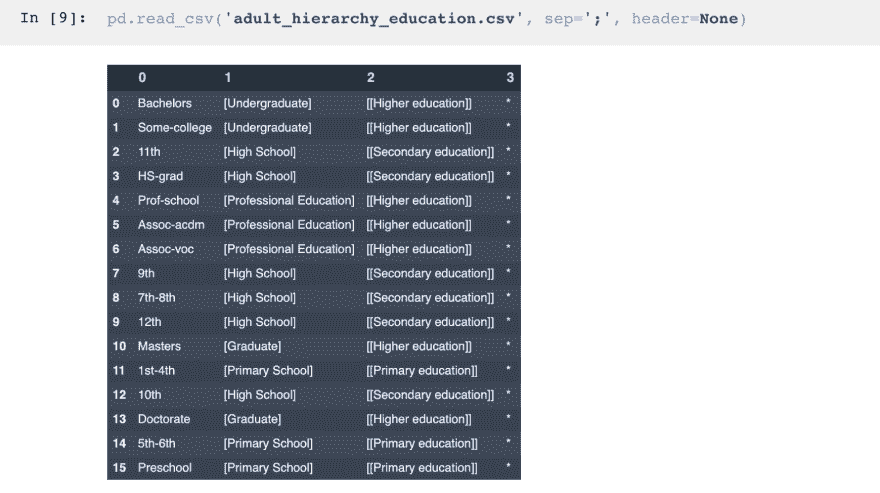 In [9]: pd.read_csv('adult_hierarchy_education.csv', sep=';', header=None)
0 1 2 3
0 Bachelors [Undergraduate] [[Higher education]] *
1 Some-college [Undergraduate] [[Higher education]] *
2 11th [High School] [[Secondary education]] *
3 HS-grad [High School] [[Secondary education]] *
4 Prof-school [Professional Education] [[Higher education]] *
5 Assoc-acdm [Professional Education] [[Higher education]] *
6 Assoc-voc [Professional Education] [[Higher education]] *
7 9th [High School] [[Secondary education]] *
8 7th-8th [High School] [[Secondary education]] *
9 12th [High School] [[Secondary education]] *
10 Masters [Graduate] [[Higher education]] *
11 1st-4th [Primary School] [[Primary education]] *
12 10th [High School] [[Secondary education]] *
13 Doctorate [Graduate] [[Higher education]] *
14 5th-6th [Primary School] [[Primary education]] *
15 Preschool [Primary School] [[Primary education]] *